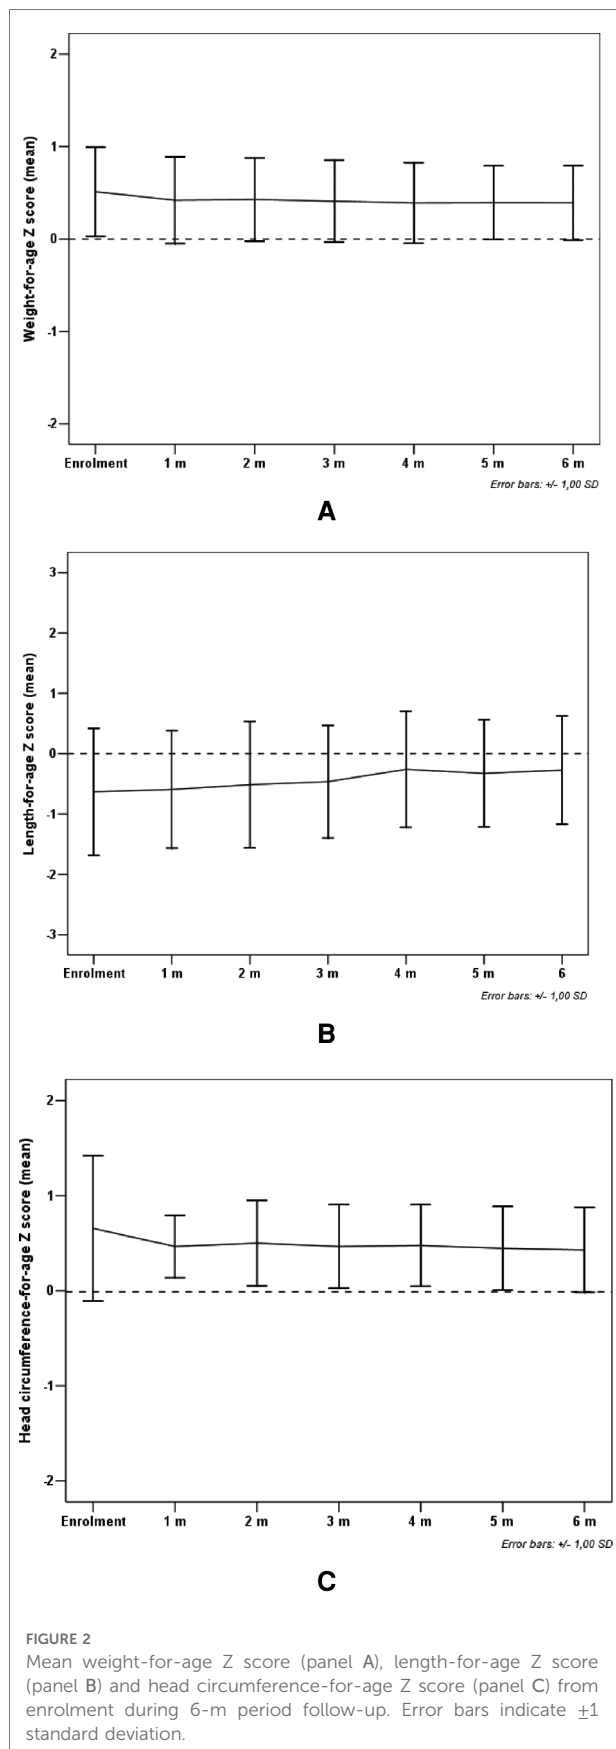 2
1
0
-1
-2
Weight-for-age Z score (mean)
Enrolment 1 m 2 m 3 m 4 m 5 m 6 m
Error bars: +/- 1,00 SD
A
3
2
1
0
-1
-2
-3
Length-for-age Z score (mean)
Enrolment 1 m 2 m 3 m 4 m 5 m 6
Error bars: +/- 1,00 SD
B
2
1
0
-1
-2
Head circumference-for-age Z score (mean)
Enrolment 1 m 2 m 3 m 4 m 5 m 6 m
Error bars: +/- 1,00 SD
C
FIGURE 2
Mean weight-for-age Z score (panel A), length-for-age Z score
(panel B) and head circumference-for-age Z score (panel C) from
enrolment during 6-m period follow-up. Error bars indicate ±1
standard deviation.